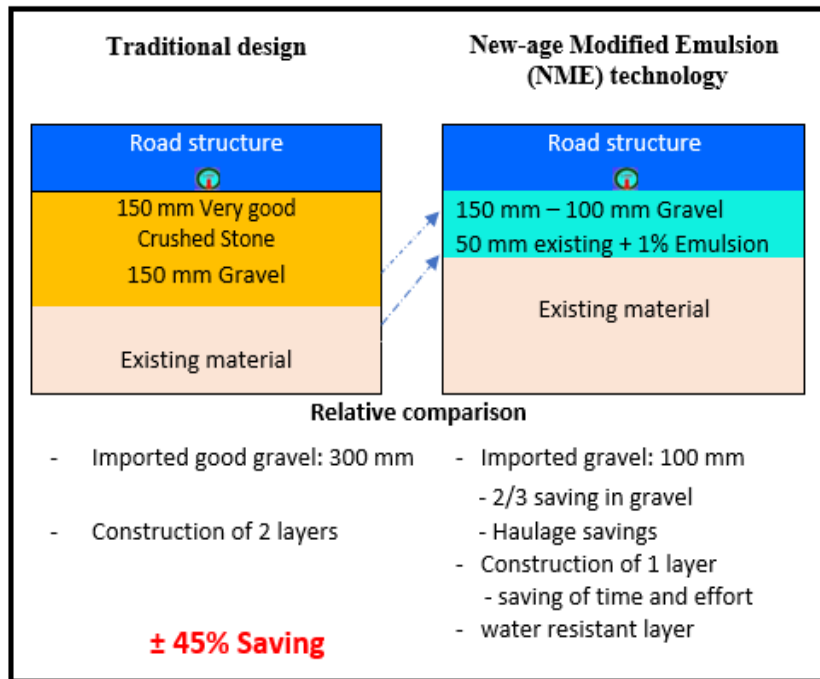 Traditional design
New-age Modified Emulsion
(NME) technology
Road structure
150 mm Very good
Crushed Stone
150 mm Gravel
Existing material
Road structure
150 mm – 100 mm Gravel
50 mm existing + 1% Emulsion
Existing material
Relative comparison
- Imported good gravel: 300 mm
- Construction of 2 layers
± 45% Saving
- Imported gravel: 100 mm
- 2/3 saving in gravel
- Haulage savings
- Construction of 1 layer
- saving of time and effort
- water resistant layer